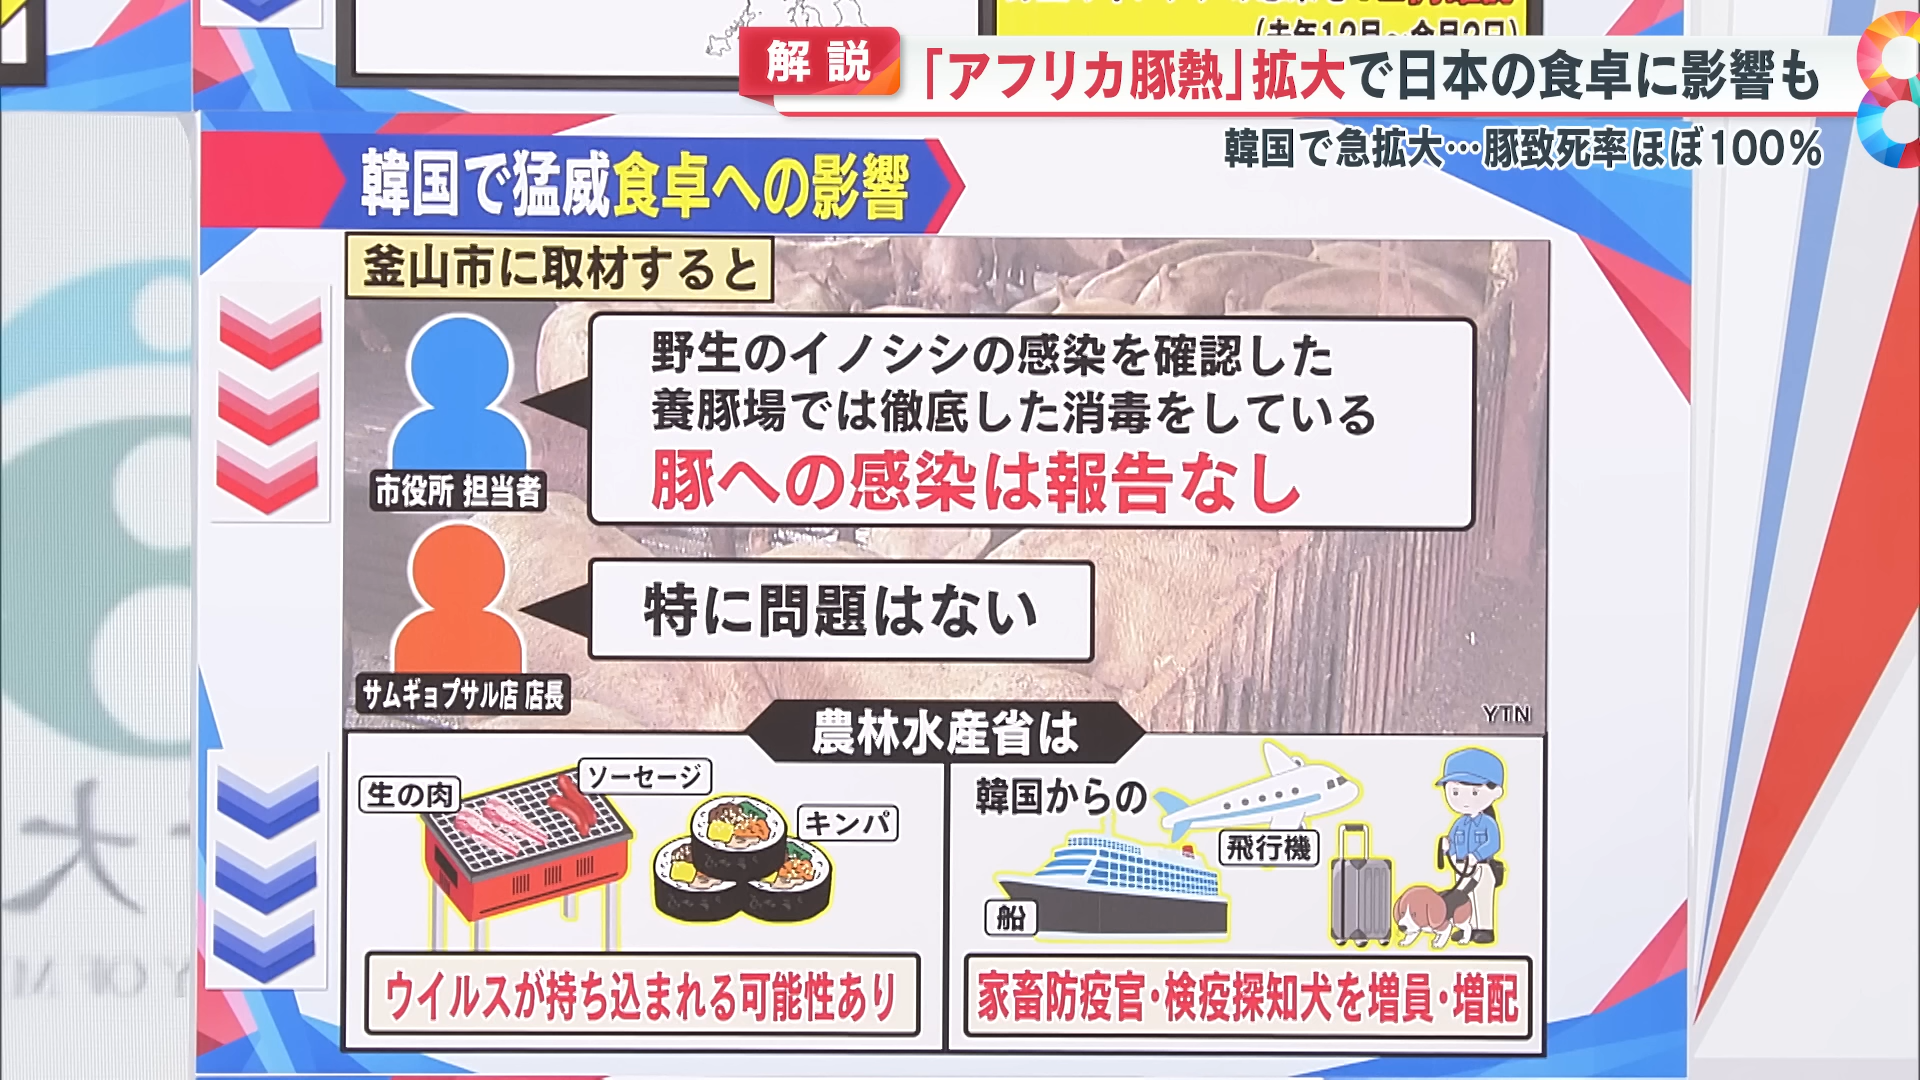 解説
「アフリカ豚熱」拡大で日本の食卓に影響も
韓国で急拡大…豚致死率ほぼ100%
韓国で猛威食卓への影響
釜山市に取材すると
野生のイノシシの感染を確認した
養豚場では徹底した消毒をしている
豚への感染は報告なし
市役所 担当者
特に問題はない
サムギョプサル店 店長
YTN
農林水産省は
生の肉
ソーセージ
キンパ
ウイルスが持ち込まれる可能性あり
韓国からの
飛行機
船
家畜防疫官・検疫探知犬を増員・増配
大